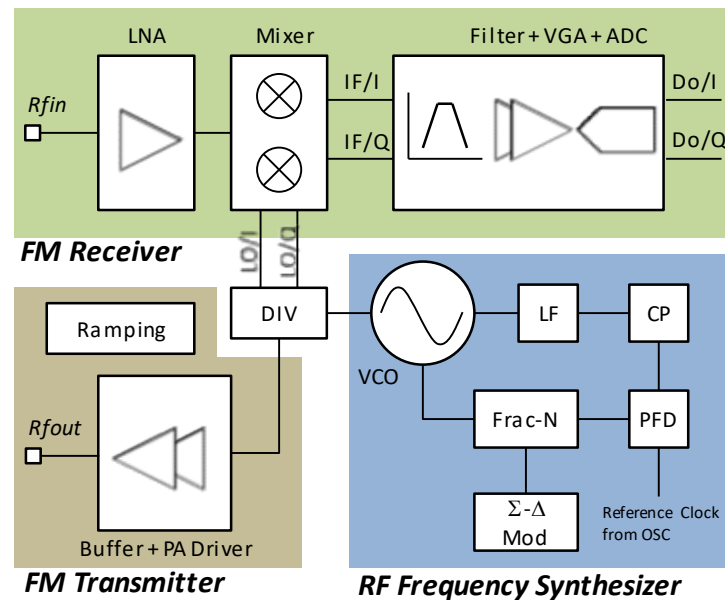 LNA
Mixer
Filter + VGA + ADC
Rfin
IF/I
IF/Q
Do/I
Do/Q
FM Receiver
LO/I
LO/Q
DIV
VCO
LF
CP
Frac-N
PFD
Σ-Δ
Mod
Reference Clock
from OSC
RF Frequency Synthesizer
Ramping
Rfout
Buffer + PA Driver
FM Transmitter